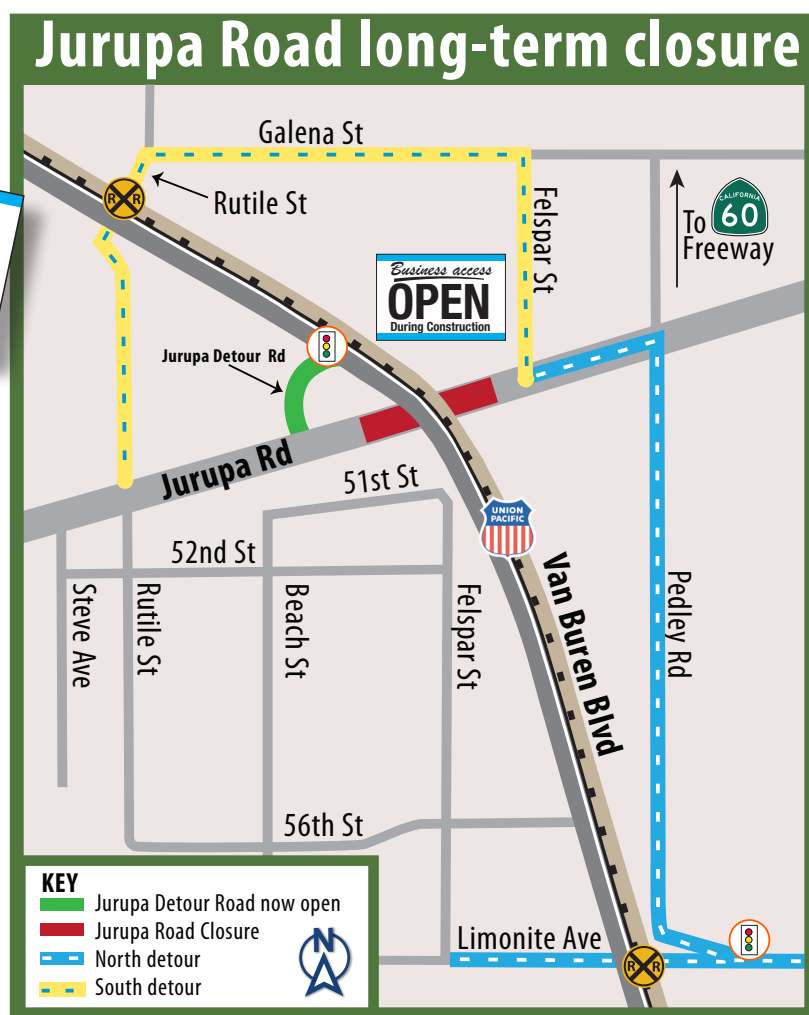 Jurupa Road long-term closure
Galena St
R R
Rutile St
Felspar St
CALIFORNIA
60
To
Freeway
Business access
OPEN
During Construction
Jurupa Detour Rd
Jurupa Rd
51st St
UNION
PACIFIC
52nd St
Steve Ave
Rutile St
Beach St
Felspar St
Van Buren Blvd
Pedley Rd
56th St
Limonite Ave
R R
KEY
Jurupa Detour Road now open
Jurupa Road Closure
North detour
South detour
N